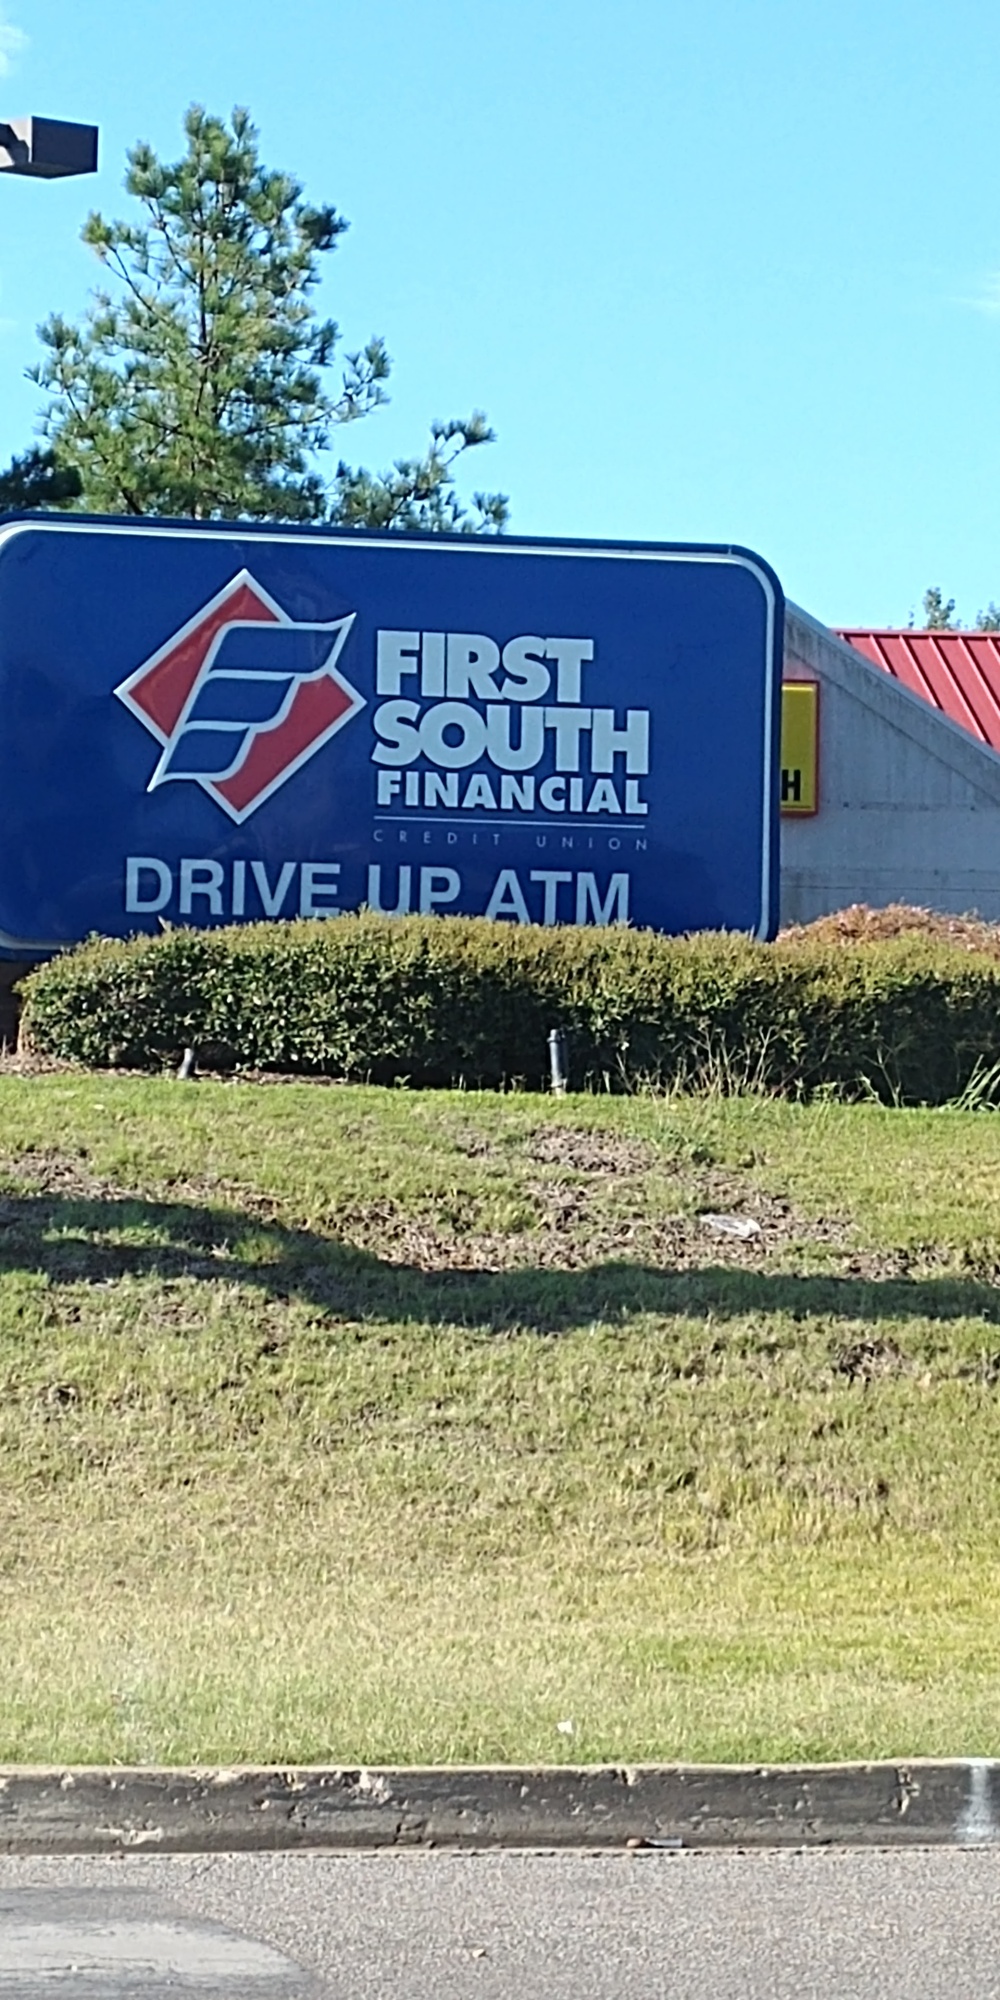 FIRST
SOUTH
FINANCIAL
CREDIT UNION
DRIVE UP ATM
H